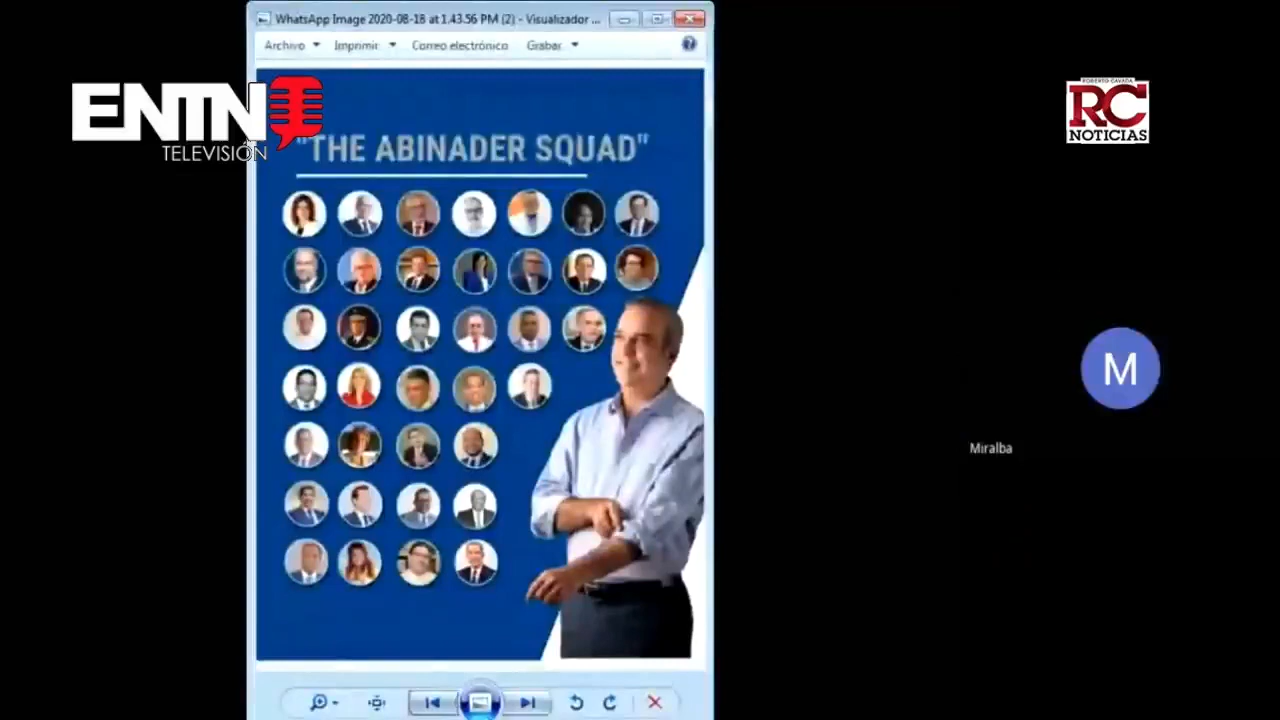 WhatsApp Image 2020-08-18 at 1.43.56 PM (2) - Visualizador ...
Archivo Imprimir Correo electrónico Grabar
ENTN
TELEVISIÓN
ROBERTO CAVADA
RC
NOTICIAS
"THE ABINADER SQUAD"
M
Miralba